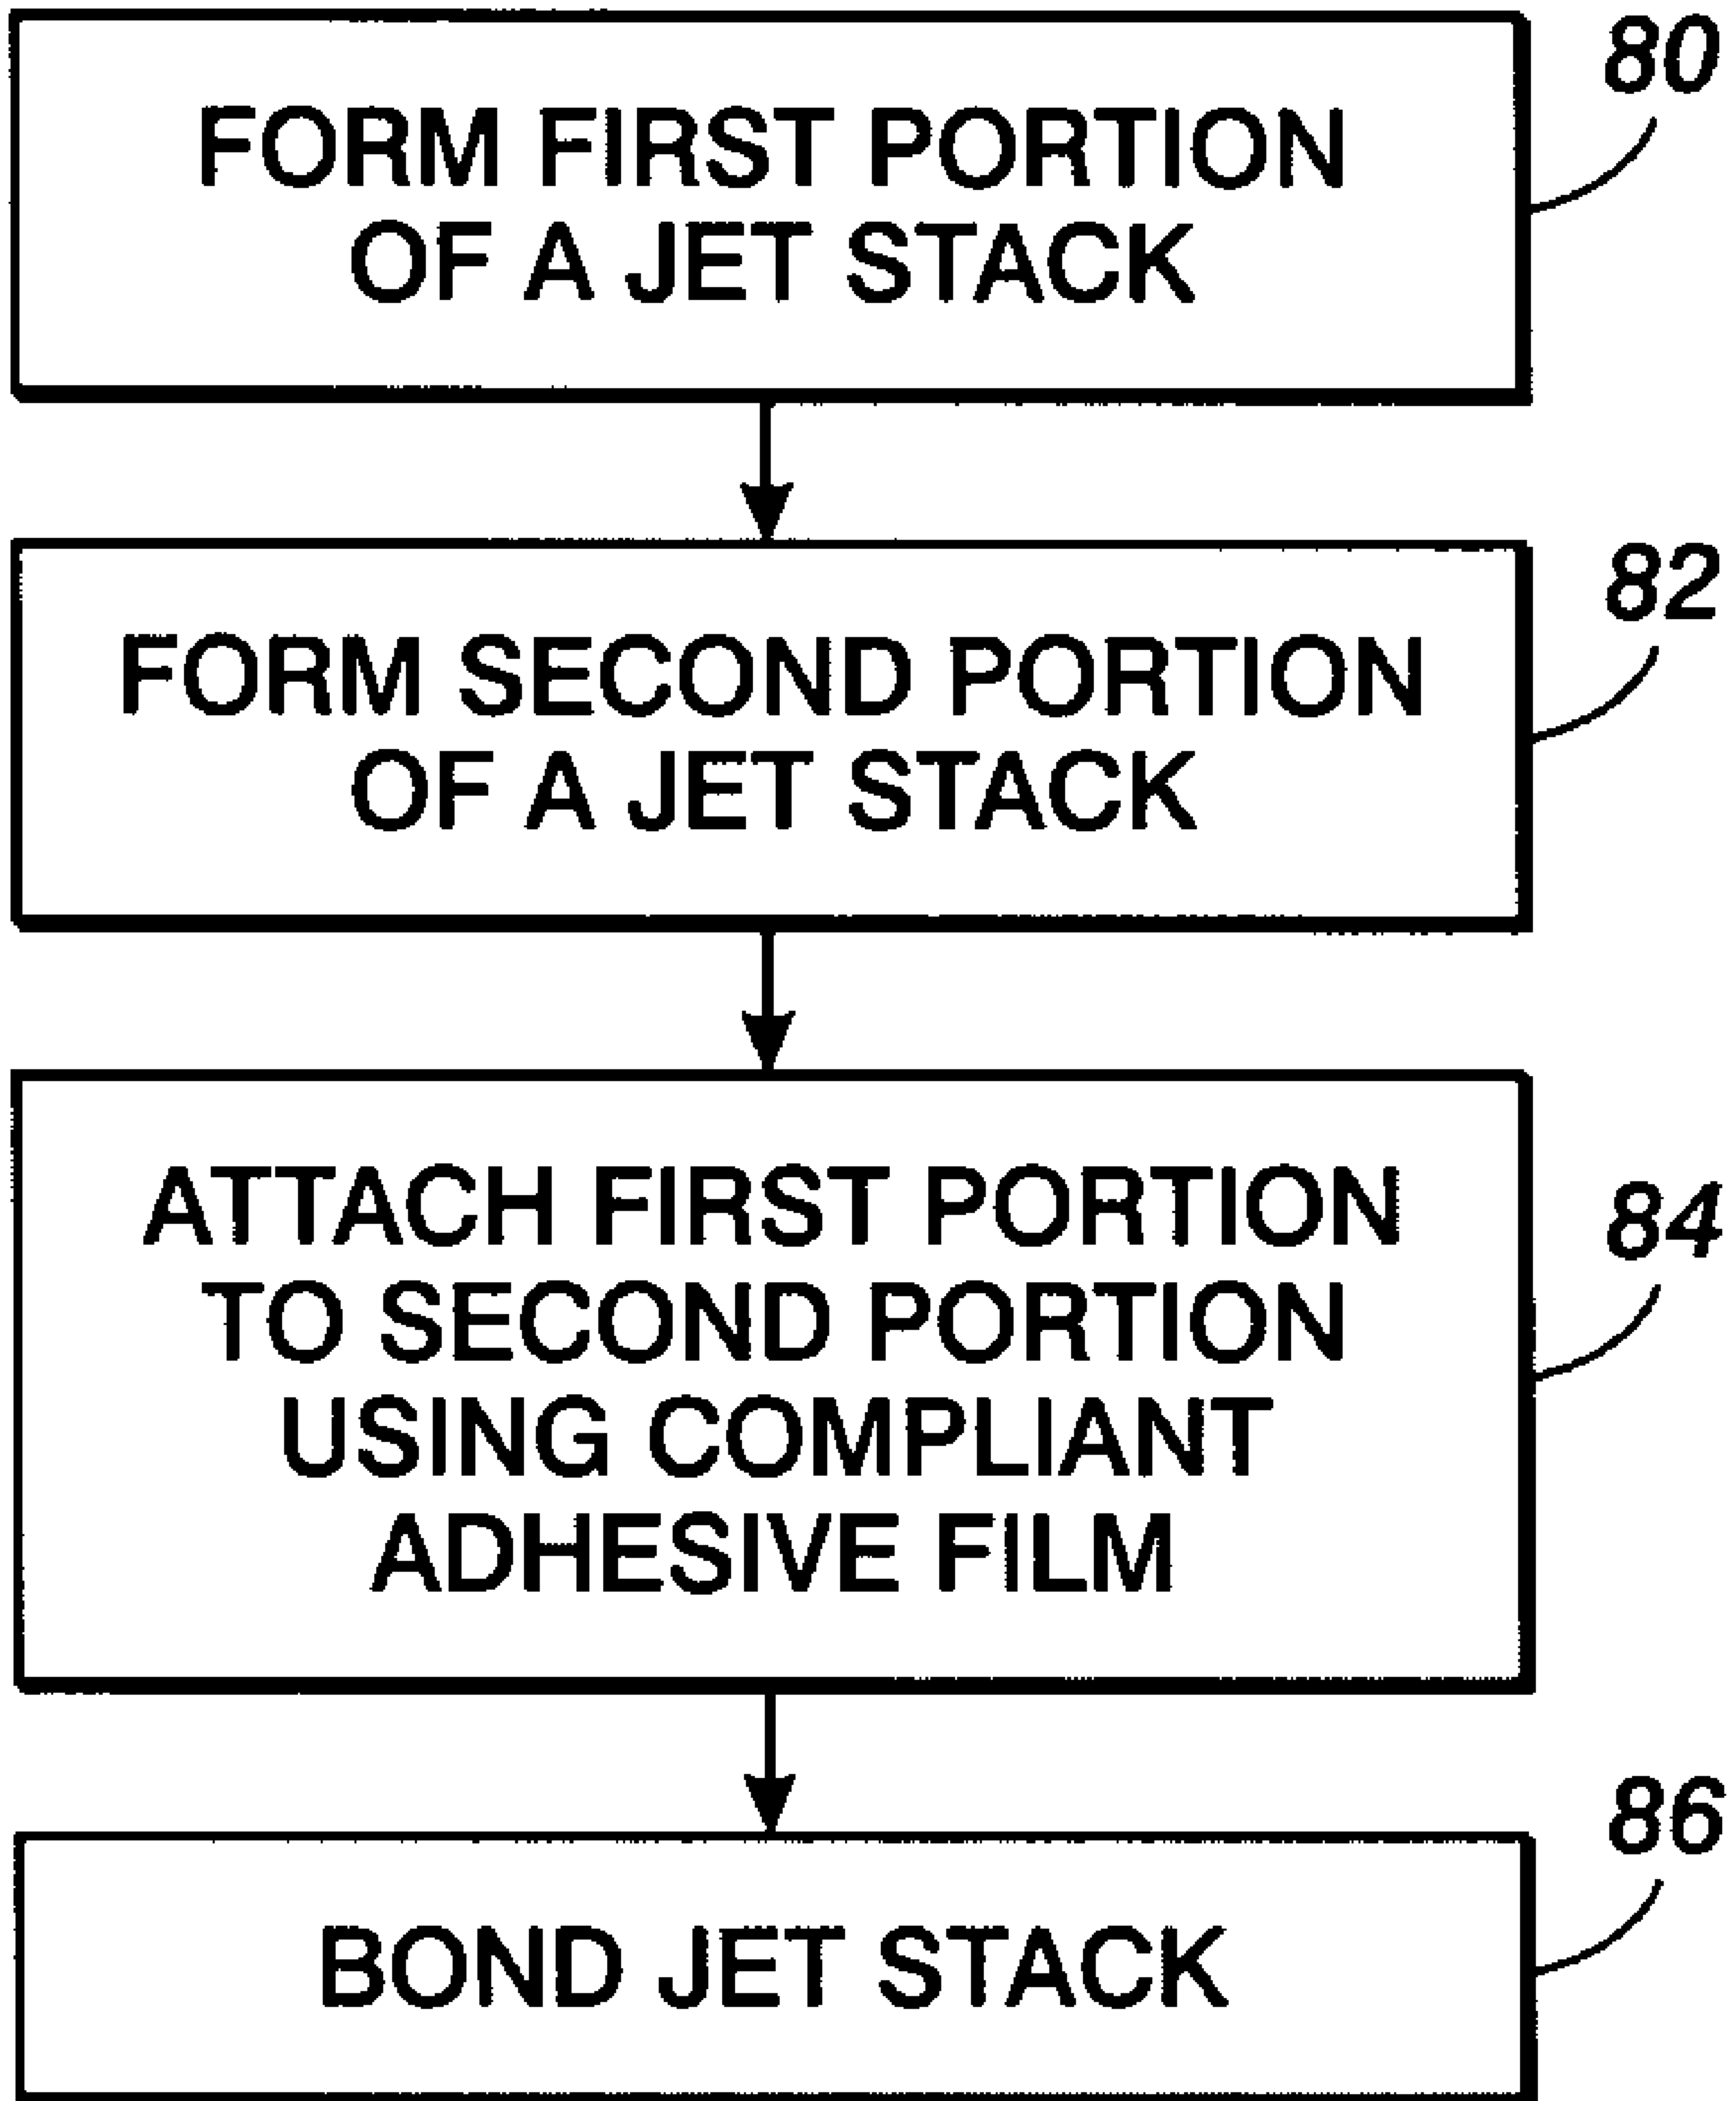 80
FORM FIRST PORTION
OF A JET STACK
82
FORM SECOND PORTION
OF A JET STACK
84
ATTACH FIRST PORTION
TO SECOND PORTION
USING COMPLIANT
ADHESIVE FILM
86
BOND JET STACK